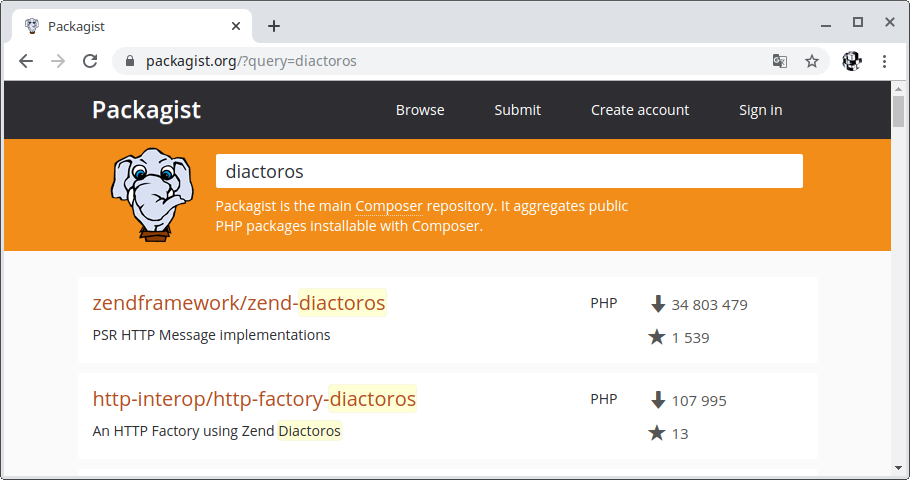 Packagist
packagist.org/?query=diactoros
Packagist Browse Submit Create account Sign in
diactoros
Packagist is the main Composer repository. It aggregates public
PHP packages installable with Composer.
zendframework/zend-diactoros PHP 34 803 479
PSR HTTP Message implementations 1 539
http-interop/http-factory-diactoros PHP 107 995
An HTTP Factory using Zend Diactoros 13